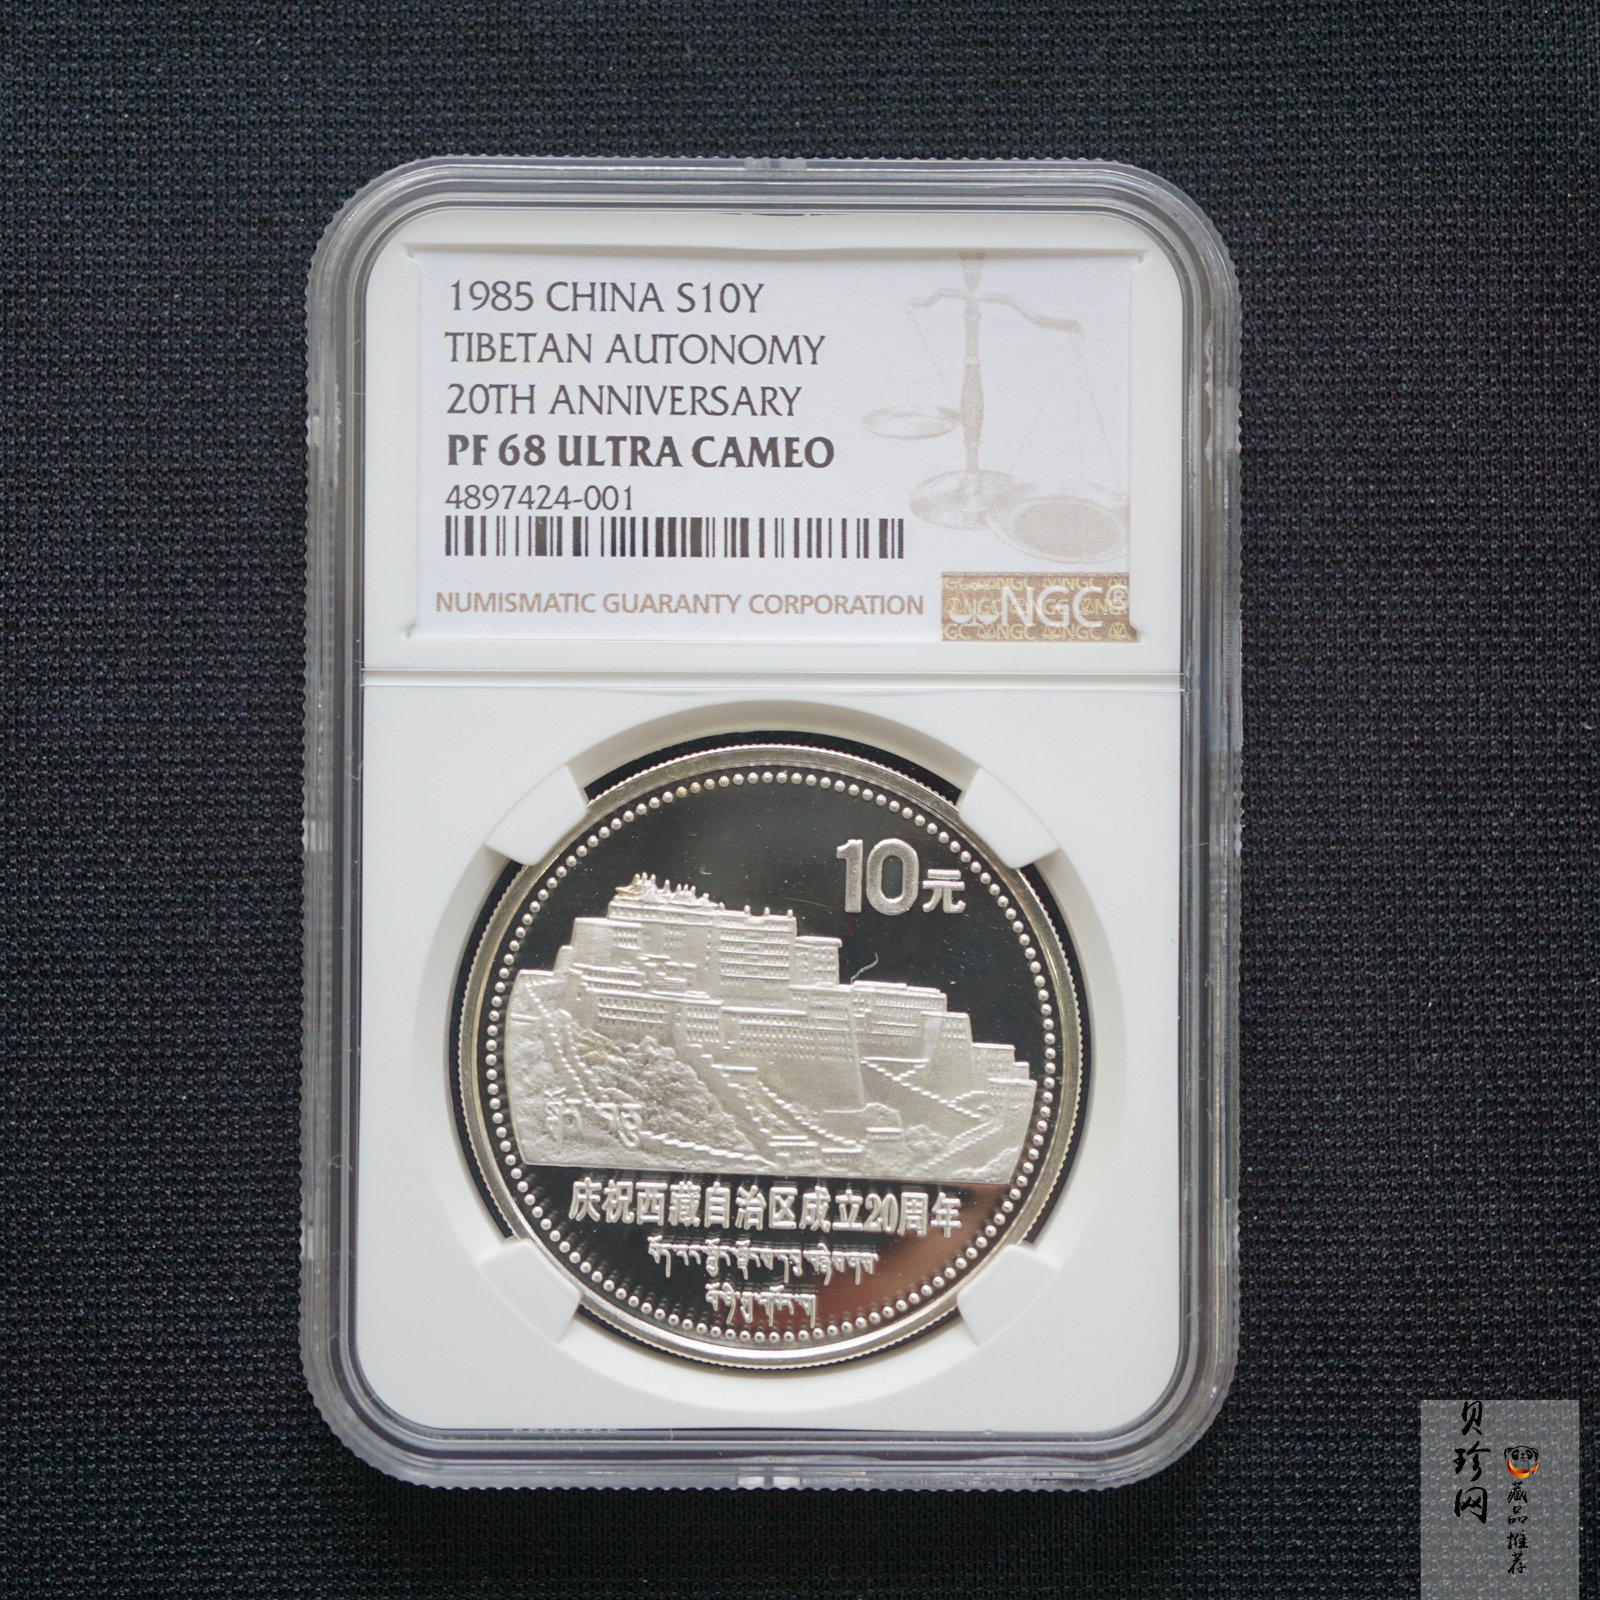 1985 CHINA S10Y
TIBETAN AUTONOMY
20TH ANNIVERSARY
PF 68 ULTRA CAMEO
4897424-001
NUMISMATIC GUARANTY CORPORATION
NGC®
10元
庆祝西藏自治区成立20周年
贝珍网
藏品推荐